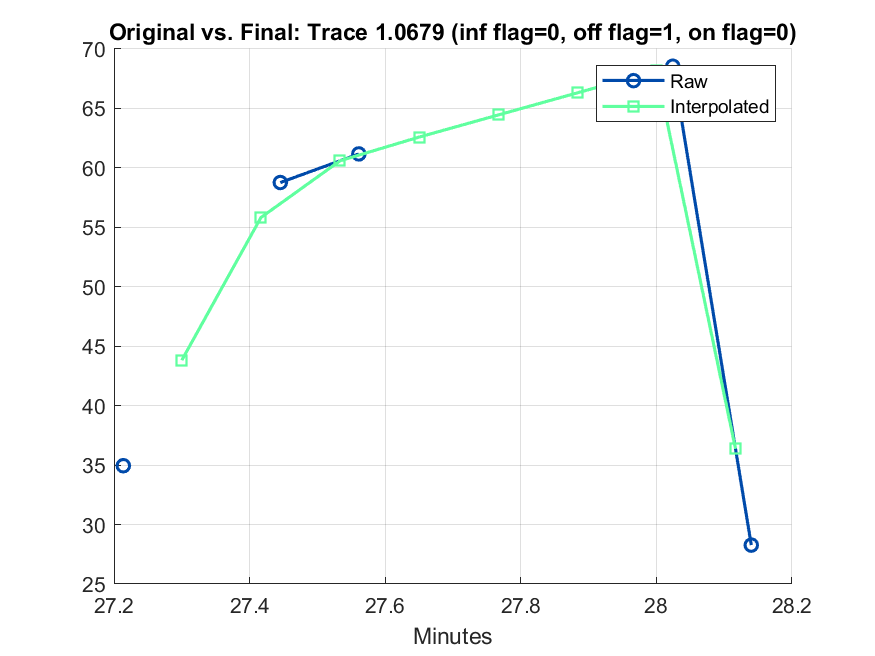 Original vs. Final: Trace 1.0679 (inf flag=0, off flag=1, on flag=0)
70
65
60
55
50
45
40
35
30
25
Raw
Interpolated
27.2 27.4 27.6 27.8 28 28.2
Minutes